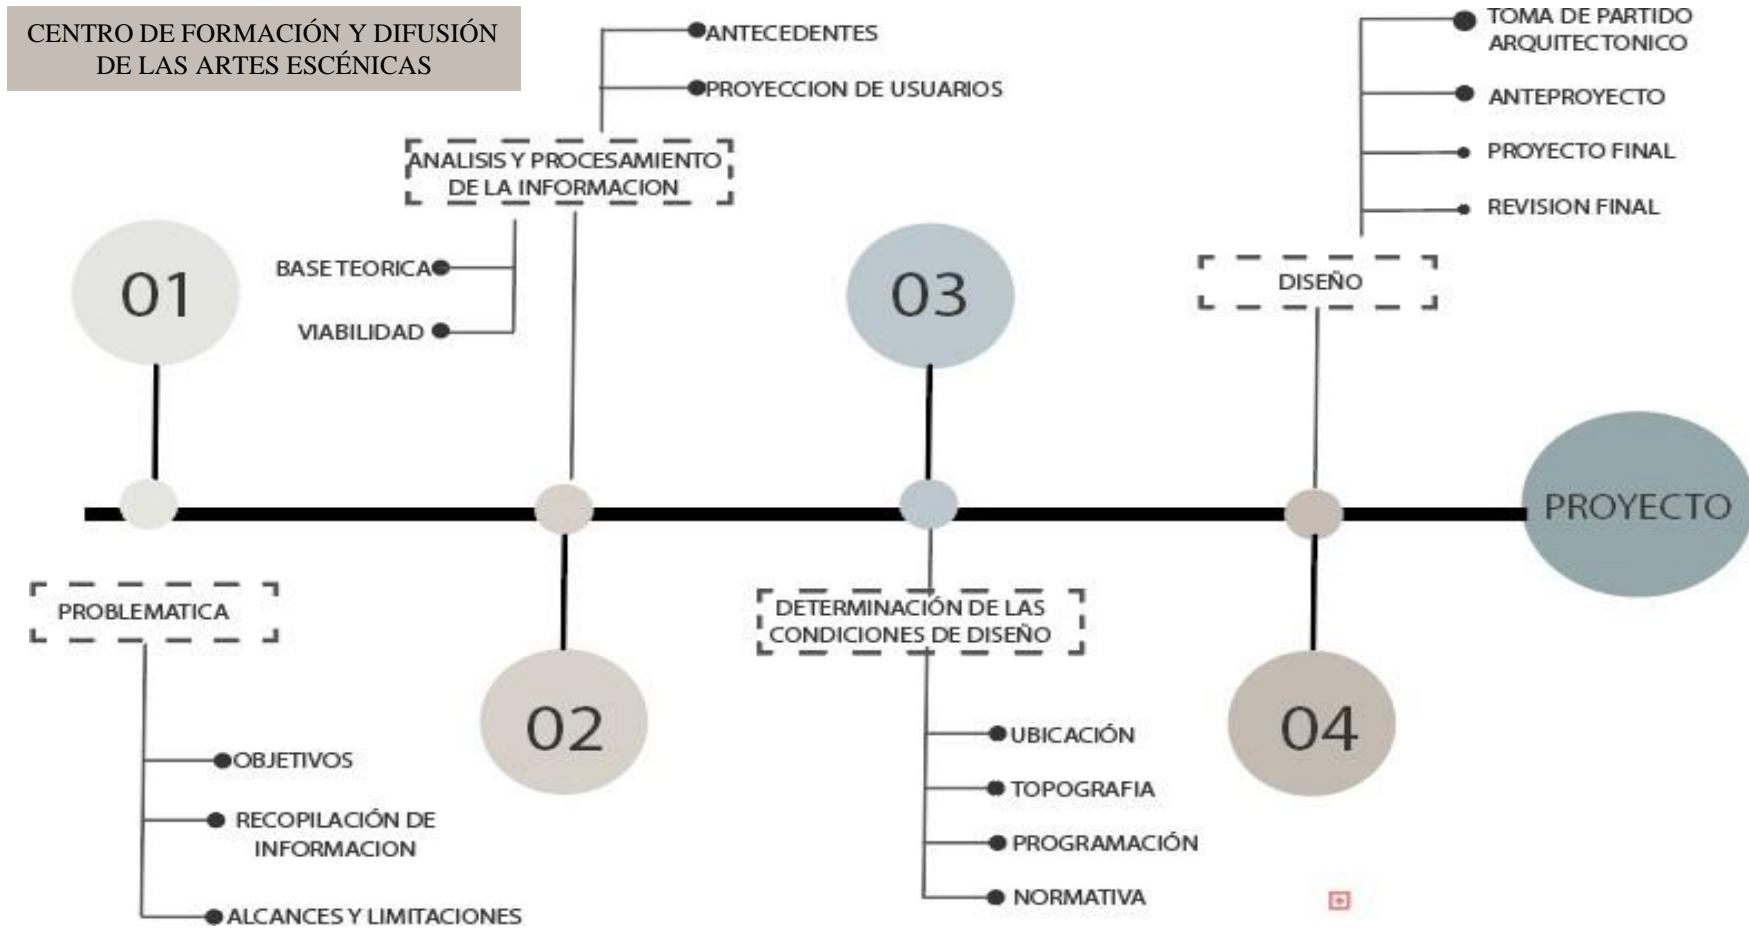 CENTRO DE FORMACIÓN Y DIFUSIÓN
DE LAS ARTES ESCÉNICAS
01
PROBLEMATICA
OBJETIVOS
RECOPILACIÓN DE
INFORMACION
ALCANCES Y LIMITACIONES
ANTECEDENTES
PROYECCION DE USUARIOS
ANALISIS Y PROCESAMIENTO
DE LA INFORMACION
BASE TEORICA
VIABILIDAD
02
03
DETERMINACIÓN DE LAS
CONDICIONES DE DISEÑO
UBICACIÓN
TOPOGRAFIA
PROGRAMACIÓN
NORMATIVA
TOMA DE PARTIDO
ARQUITECTONICO
ANTEPROYECTO
PROYECTO FINAL
REVISION FINAL
DISEÑO
04
PROYECTO